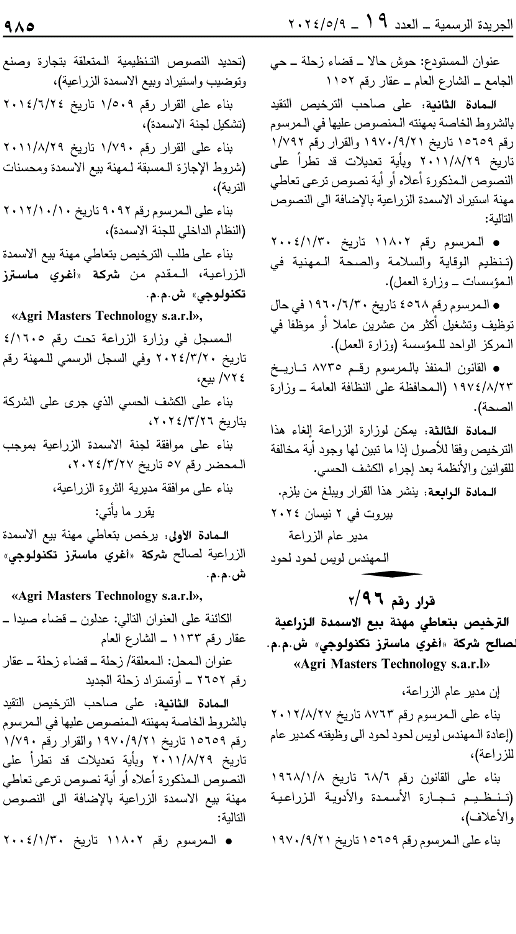 الجريدة الرسمية ــ العدد ١٩ ــ ٢٠٢٤/٥/٩
٩٨٥
عنوان المستودع: حوش حالا ــ قضاء زحلة ــ حي
الجامع ــ الشارع العام ــ عقار رقم ١١٥٢
المادة الثانية: على صاحب الترخيص التقيد
بالشروط الخاصة بمهنته المنصوص عليها في المرسوم
رقم ١٥٦٥٩ تاريخ ١٩٧٠/٩/٢١ والقرار رقم ١/٧٩٢
تاريخ ٢٠١١/٨/٢٩ وبأية تعديلات قد تطرأ على
النصوص المذكورة أعلاه أو أية نصوص ترعى تعاطي
مهنة استيراد الاسمدة الزراعية بالإضافة الى النصوص
التالية:
● المرسوم رقم ١١٨٠٢ تاريخ ٢٠٠٤/١/٣٠
(تنظيم الوقاية والسلامة والصحة المهنية في
المؤسسات ــ وزارة العمل).
● المرسوم رقم ٤٥٦٨ تاريخ ١٩٦٠/٦/٣٠ في حال
توظيف وتشغيل أكثر من عشرين عاملا أو موظفا في
المركز الواحد للمؤسسة (وزارة العمل).
● القانون المنفذ بالمرسوم رقم ٨٧٣٥ تاريخ
١٩٧٤/٨/٢٣ (المحافظة على النظافة العامة ــ وزارة
الصحة).
المادة الثالثة: يمكن لوزارة الزراعة إلغاء هذا
الترخيص وفقا للأصول إذا ما تبين لها وجود أية مخالفة
للقوانين والأنظمة بعد إجراء الكشف الحسي.
المادة الرابعة: ينشر هذا القرار ويبلغ من يلزم.
بيروت في ٢ نيسان ٢٠٢٤
مدير عام الزراعة
المهندس لويس لحود لحود
قرار رقم ٢/٩٦
الترخيص بتعاطي مهنة بيع الاسمدة الزراعية
لصالح شركة «اغري ماسترز تكنولوجي» ش.م.م.
«Agri Masters Technology s.a.r.l»
إن مدير عام الزراعة،
بناء على المرسوم رقم ٨٧٦٣ تاريخ ٢٠١٢/٨/٢٧
(إعادة المهندس لويس لحود لحود الى وظيفته كمدير عام
للزراعة)،
بناء على القانون رقم ٦٨/٦ تاريخ ١٩٦٨/١/٨
(تنظيم تجارة الأسمدة والأدوية الزراعية
والأعلاف)،
بناء على المرسوم رقم ١٥٦٥٩ تاريخ ١٩٧٠/٩/٢١
(تحديد النصوص التنظيمية المتعلقة بتجارة وصنع
وتوضيب واستيراد وبيع الاسمدة الزراعية)،
بناء على القرار رقم ١/٥٠٩ تاريخ ٢٠١٤/٦/٢٤
(تشكيل لجنة الاسمدة)،
بناء على القرار رقم ١/٧٩٠ تاريخ ٢٠١١/٨/٢٩
(شروط الإجازة المسبقة لمهنة بيع الاسمدة ومحسنات
التربة)،
بناء على المرسوم رقم ٩٠٩٢ تاريخ ٢٠١٢/١٠/١٠
(النظام الداخلي للجنة الاسمدة)،
بناء على طلب الترخيص بتعاطي مهنة بيع الاسمدة
الزراعية، المقدم من شركة «أغري ماسترز
تكنولوجي» ش.م.م.
«Agri Masters Technology s.a.r.l»,
المسجل في وزارة الزراعة تحت رقم ٤/١٦٠٥
تاريخ ٢٠٢٤/٣/٢٠ وفي السجل الرسمي للمهنة رقم
٧٢٤/ بيع،
بناء على الكشف الحسي الذي جرى على الشركة
بتاريخ ٢٠٢٤/٣/٢٦،
بناء على موافقة لجنة الاسمدة الزراعية بموجب
المحضر رقم ٥٧ تاريخ ٢٠٢٤/٣/٢٧،
بناء على موافقة مديرية الثروة الزراعية،
يقرر ما يأتي:
المادة الأولى: يرخص بتعاطي مهنة بيع الاسمدة
الزراعية لصالح شركة «أغري ماسترز تكنولوجي»
ش.م.م.
«Agri Masters Technology s.a.r.l»,
الكائنة على العنوان التالي: عدلون ــ قضاء صيدا ــ
عقار رقم ١١٣٣ ــ الشارع العام
عنوان المحل: المعلقة/ زحلة ــ قضاء زحلة ــ عقار
رقم ٢٦٥٢ ــ أوتستراد زحلة الجديد
المادة الثانية: على صاحب الترخيص التقيد
بالشروط الخاصة بمهنته المنصوص عليها في المرسوم
رقم ١٥٦٥٩ تاريخ ١٩٧٠/٩/٢١ والقرار رقم ١/٧٩٠
تاريخ ٢٠١١/٨/٢٩ وبأية تعديلات قد تطرأ على
النصوص المذكورة أعلاه أو أية نصوص ترعى تعاطي
مهنة بيع الاسمدة الزراعية بالإضافة الى النصوص
التالية:
● المرسوم رقم ١١٨٠٢ تاريخ ٢٠٠٤/١/٣٠